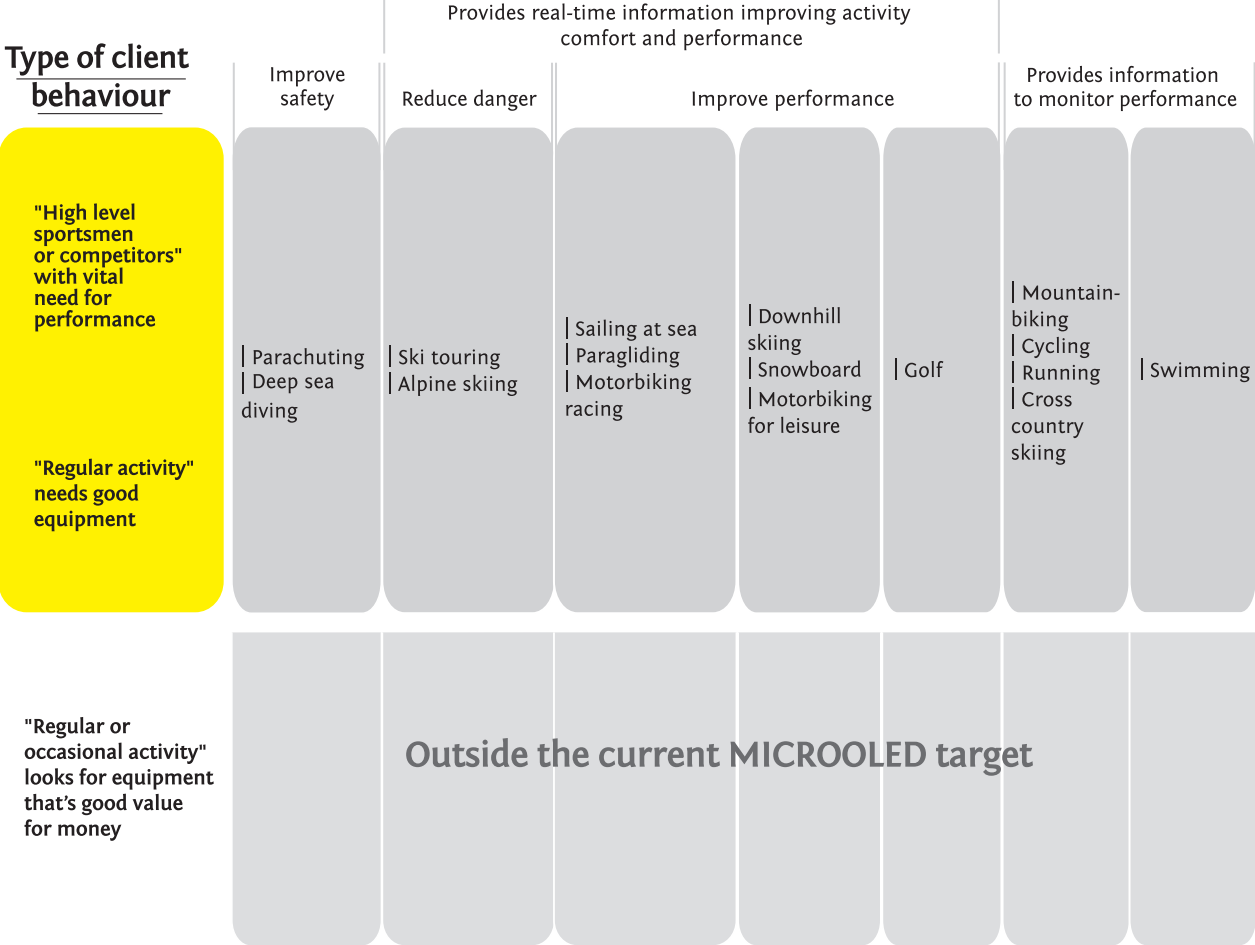 Provides real-time information improving activity
comfort and performance
Type of client
behaviour
Improve
safety
Reduce danger
Improve performance
Provides information
to monitor performance
"High level
sportsmen
or competitors"
with vital
need for
performance
"Regular activity"
needs good
equipment
| Parachuting
| Deep sea
diving
| Ski touring
| Alpine skiing
| Sailing at sea
| Paragliding
| Motorbiking
racing
| Downhill
skiing
| Snowboard
| Motorbiking
for leisure
| Golf
| Mountain-
biking
| Cycling
| Running
| Cross
country
skiing
| Swimming
"Regular or
occasional activity"
looks for equipment
that’s good value
for money
Outside the current MICROOLED target